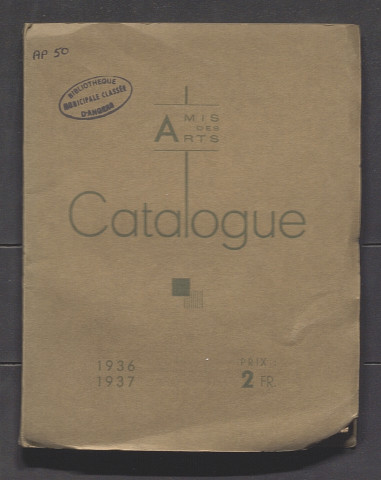 AP 50
BIBLIOTHEQUE
MUNICIPALE CLASSÉE
D'ANGERS
AMIS
DES
ARTS
Catalogue
1936
1937
PRIX :
2 FR.